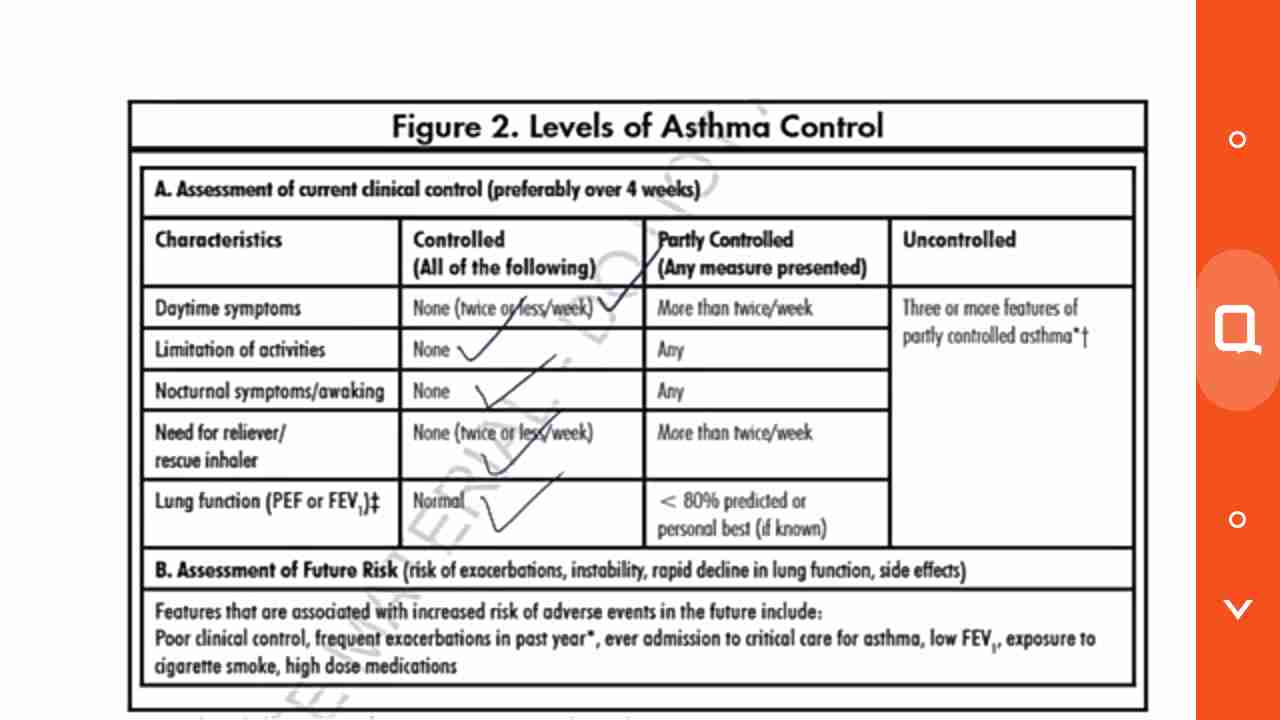 Figure 2. Levels of Asthma Control
A. Assessment of current clinical control (preferably over 4 weeks)
Characteristics
Controlled
(All of the following)
Partly Controlled
(Any measure presented)
Uncontrolled
Daytime symptoms
None (twice or less/week)
More than twice/week
Three or more features of
partly controlled asthma*†
Limitation of activities
None
Any
Nocturnal symptoms/awaking
None
Any
Need for reliever/
rescue inhaler
None (twice or less/week)
More than twice/week
Lung function (PEF or FEV₁)‡
Normal
< 80% predicted or
personal best (if known)
B. Assessment of Future Risk (risk of exacerbations, instability, rapid decline in lung function, side effects)
Features that are associated with increased risk of adverse events in the future include:
Poor clinical control, frequent exacerbations in past year*, ever admission to critical care for asthma, low FEV₁, exposure to
cigarette smoke, high dose medications
MATERIAL - DO NOT